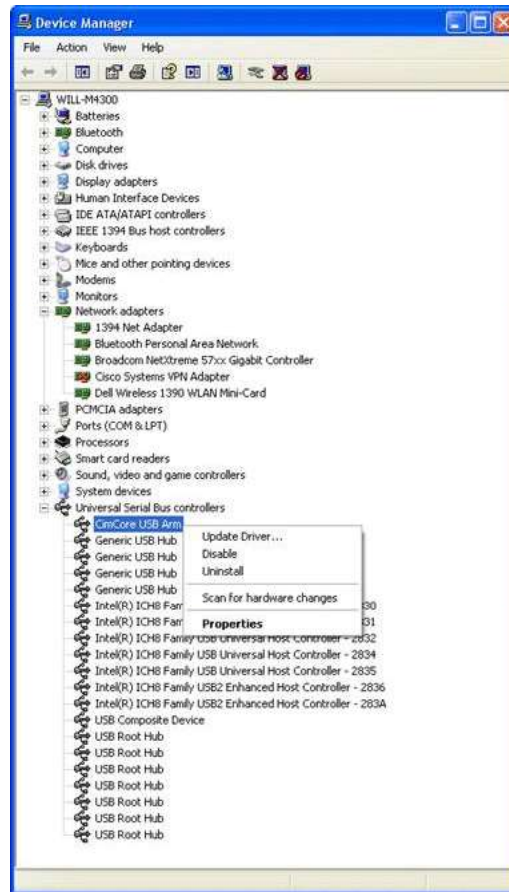 Device Manager
File Action View Help
WILL-M4300
Batteries
Bluetooth
Computer
Disk drives
Display adapters
Human Interface Devices
IDE ATA/ATAPI controllers
IEEE 1394 Bus host controllers
Keyboards
Mice and other pointing devices
Modems
Monitors
Network adapters
1394 Net Adapter
Bluetooth Personal Area Network
Broadcom NetXtreme 57xx Gigabit Controller
Cisco Systems VPN Adapter
Dell Wireless 1390 WLAN Mini-Card
PCMCIA adapters
Ports (COM & LPT)
Processors
Smart card readers
Sound, video and game controllers
System devices
Universal Serial Bus controllers
CimCore USB Arm
Generic USB Hub
Generic USB Hub
Generic USB Hub
Generic USB Hub
Intel(R) ICH8 Fam 30
Intel(R) ICH8 Fam 31
Intel(R) ICH8 Family USB Universal Host Controller - 2832
Intel(R) ICH8 Family USB Universal Host Controller - 2834
Intel(R) ICH8 Family USB Universal Host Controller - 2835
Intel(R) ICH8 Family USB2 Enhanced Host Controller - 2836
Intel(R) ICH8 Family USB2 Enhanced Host Controller - 283A
USB Composite Device
USB Root Hub
USB Root Hub
USB Root Hub
USB Root Hub
USB Root Hub
USB Root Hub
USB Root Hub
Update Driver...
Disable
Uninstall
Scan for hardware changes
Properties